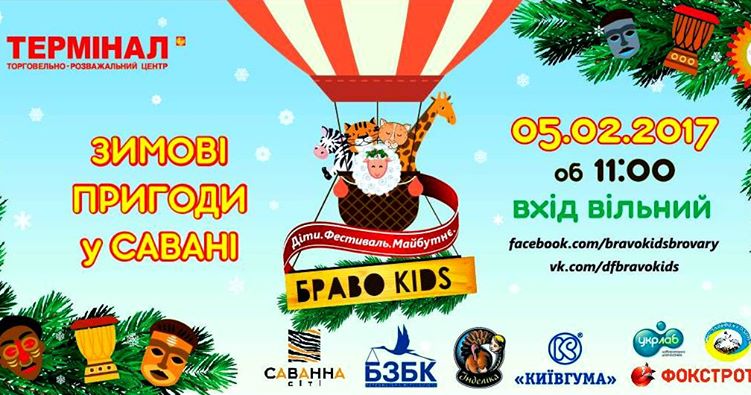 ТЕРМІНАЛ
ТОРГОВЕЛЬНО-РОЗВАЖАЛЬНИЙ ЦЕНТР
ЗИМОВІ
ПРИГОДИ
у САВАНІ
Діти.Фестиваль.Майбутнє.
БРАВО KIDS
05.02.2017
об 11:00
вхід вільний
facebook.com/bravokidsbrovary
vk.com/dfbravokids
САВАННА
СІТІ
БЗБК
Інделіка
«КИЇВГУМА»
укрлаб
ФОКСТРОТ